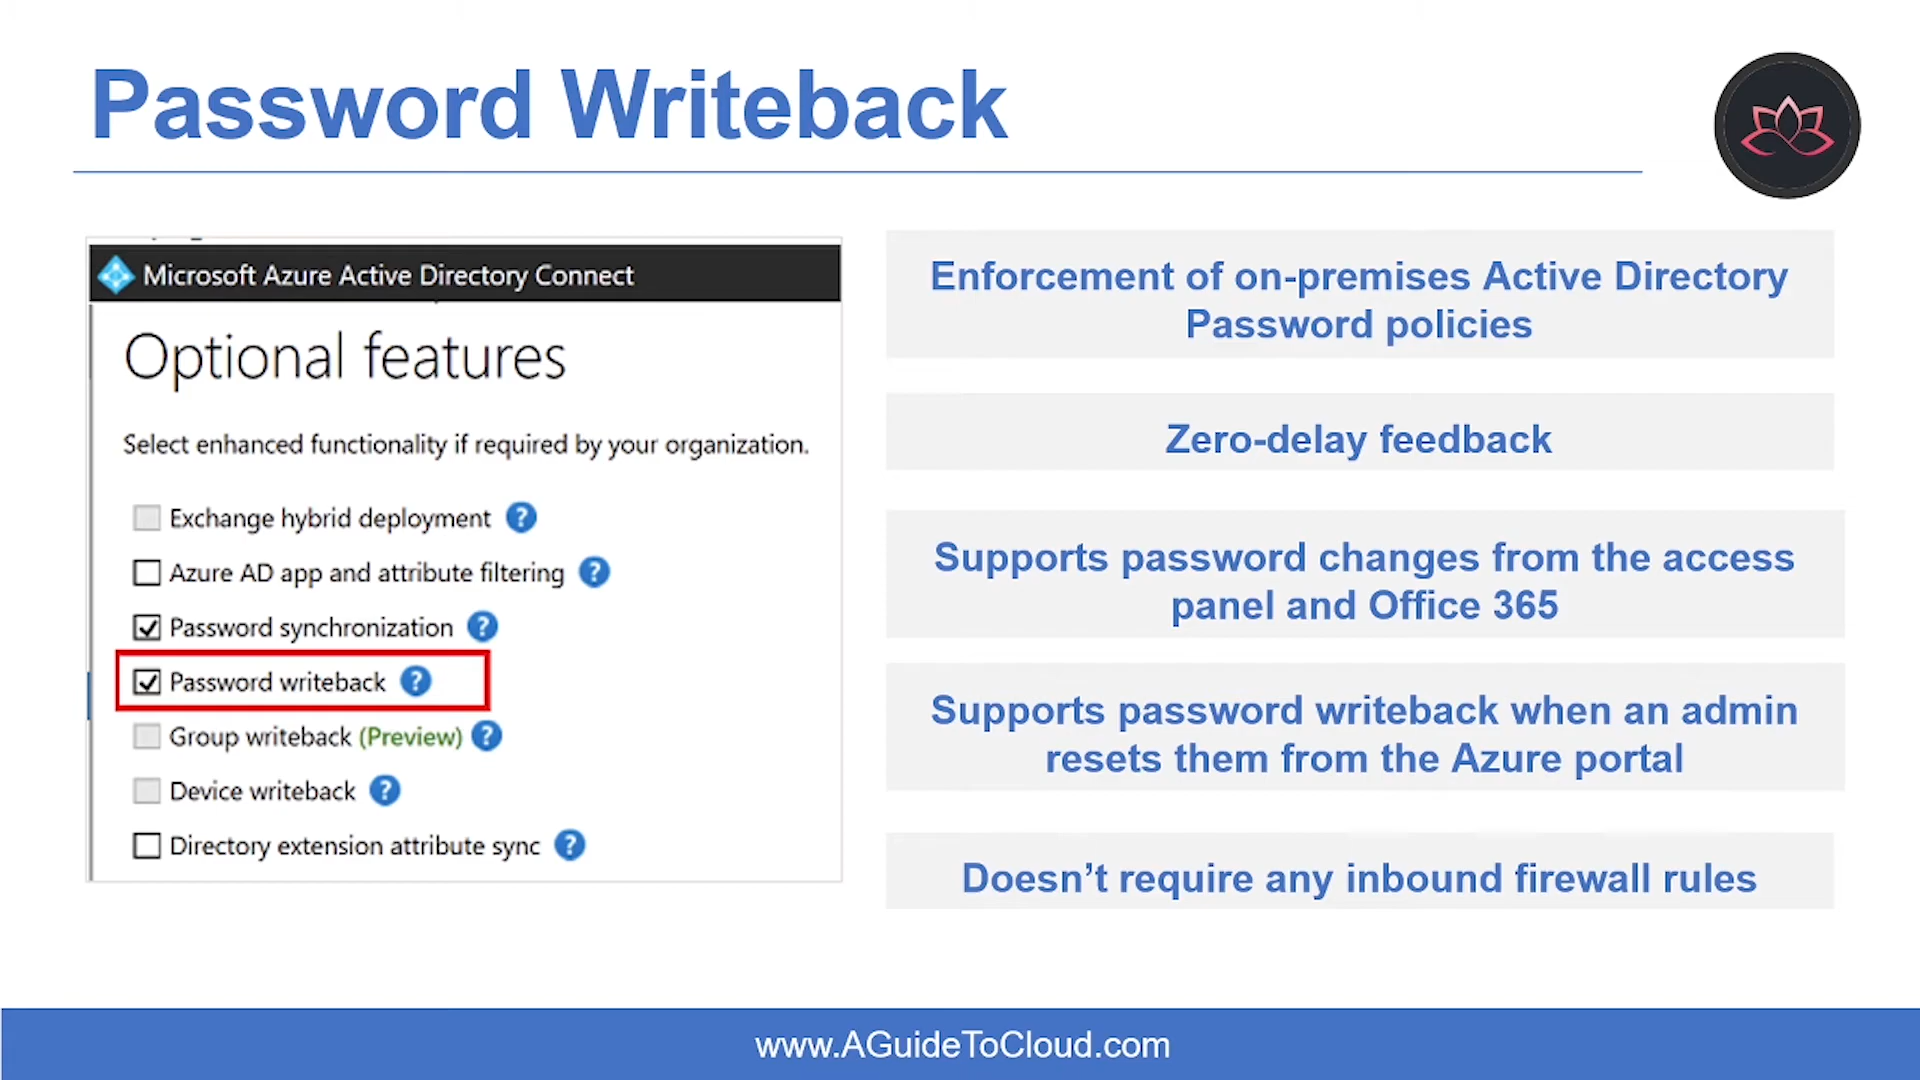 Password Writeback
Microsoft Azure Active Directory Connect
Optional features
Select enhanced functionality if required by your organization.
Exchange hybrid deployment ?
Azure AD app and attribute filtering ?
Password synchronization ?
Password writeback ?
Group writeback (Preview) ?
Device writeback ?
Directory extension attribute sync ?
Enforcement of on-premises Active Directory
Password policies
Zero-delay feedback
Supports password changes from the access
panel and Office 365
Supports password writeback when an admin
resets them from the Azure portal
Doesn’t require any inbound firewall rules
www.AGuideToCloud.com